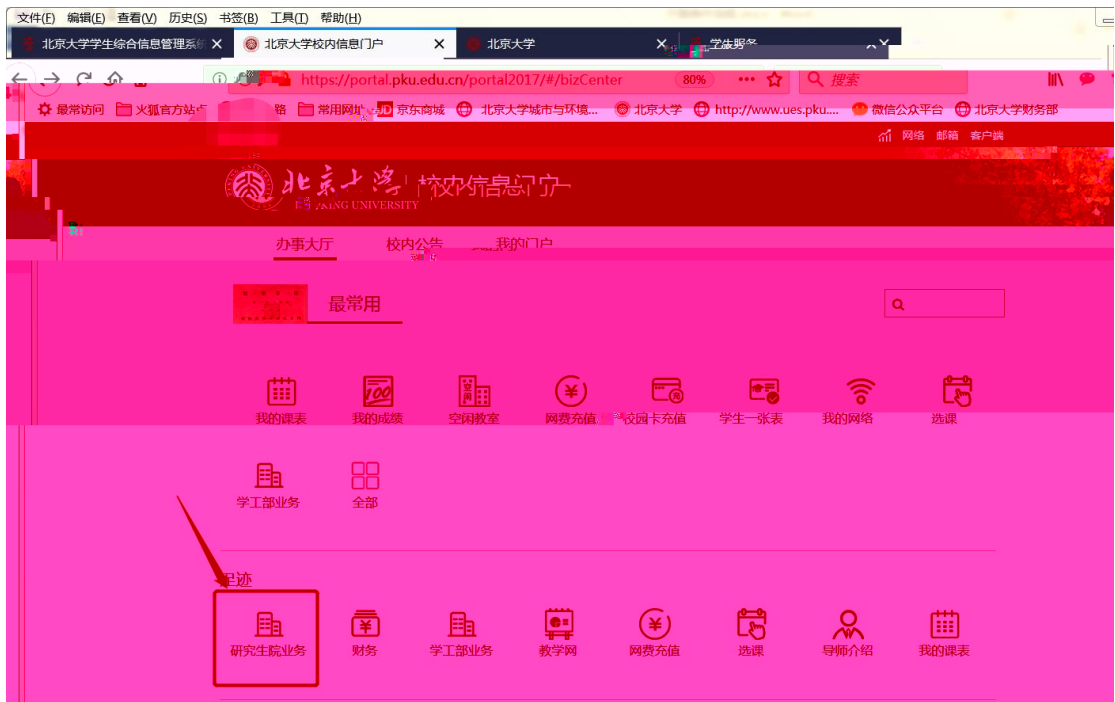 文件(F) 编辑(E) 查看(V) 历史(S) 书签(B) 工具(T) 帮助(H)
北京大学学生综合信息管理系统 北京大学校内信息门户 北京大学
https://portal.pku.edu.cn/portal2017/#/bizCenter 80% 搜索
最常访问 火狐官方站点 常用网址 JD 京东商城 北京大学城市与环境... 北京大学 http://www.ues.pku.... 微信公众平台 北京大学财务部
网络 邮箱 客户端
北京大学 校内信息门户
办事大厅 校内公告 我的门户
最常用
我的课表 我的成绩 空闲教室 网费充值 校园卡充值 学生一张表 我的网络 选课
学工部业务 全部
足迹
研究生院业务 财务 学工部业务 教学网 网费充值 选课 导师介绍 我的课表